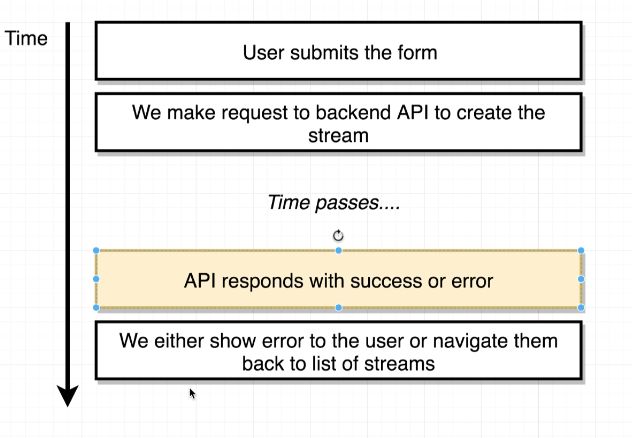 Time
User submits the form
We make request to backend API to create the
stream
Time passes....
API responds with success or error
We either show error to the user or navigate them
back to list of streams